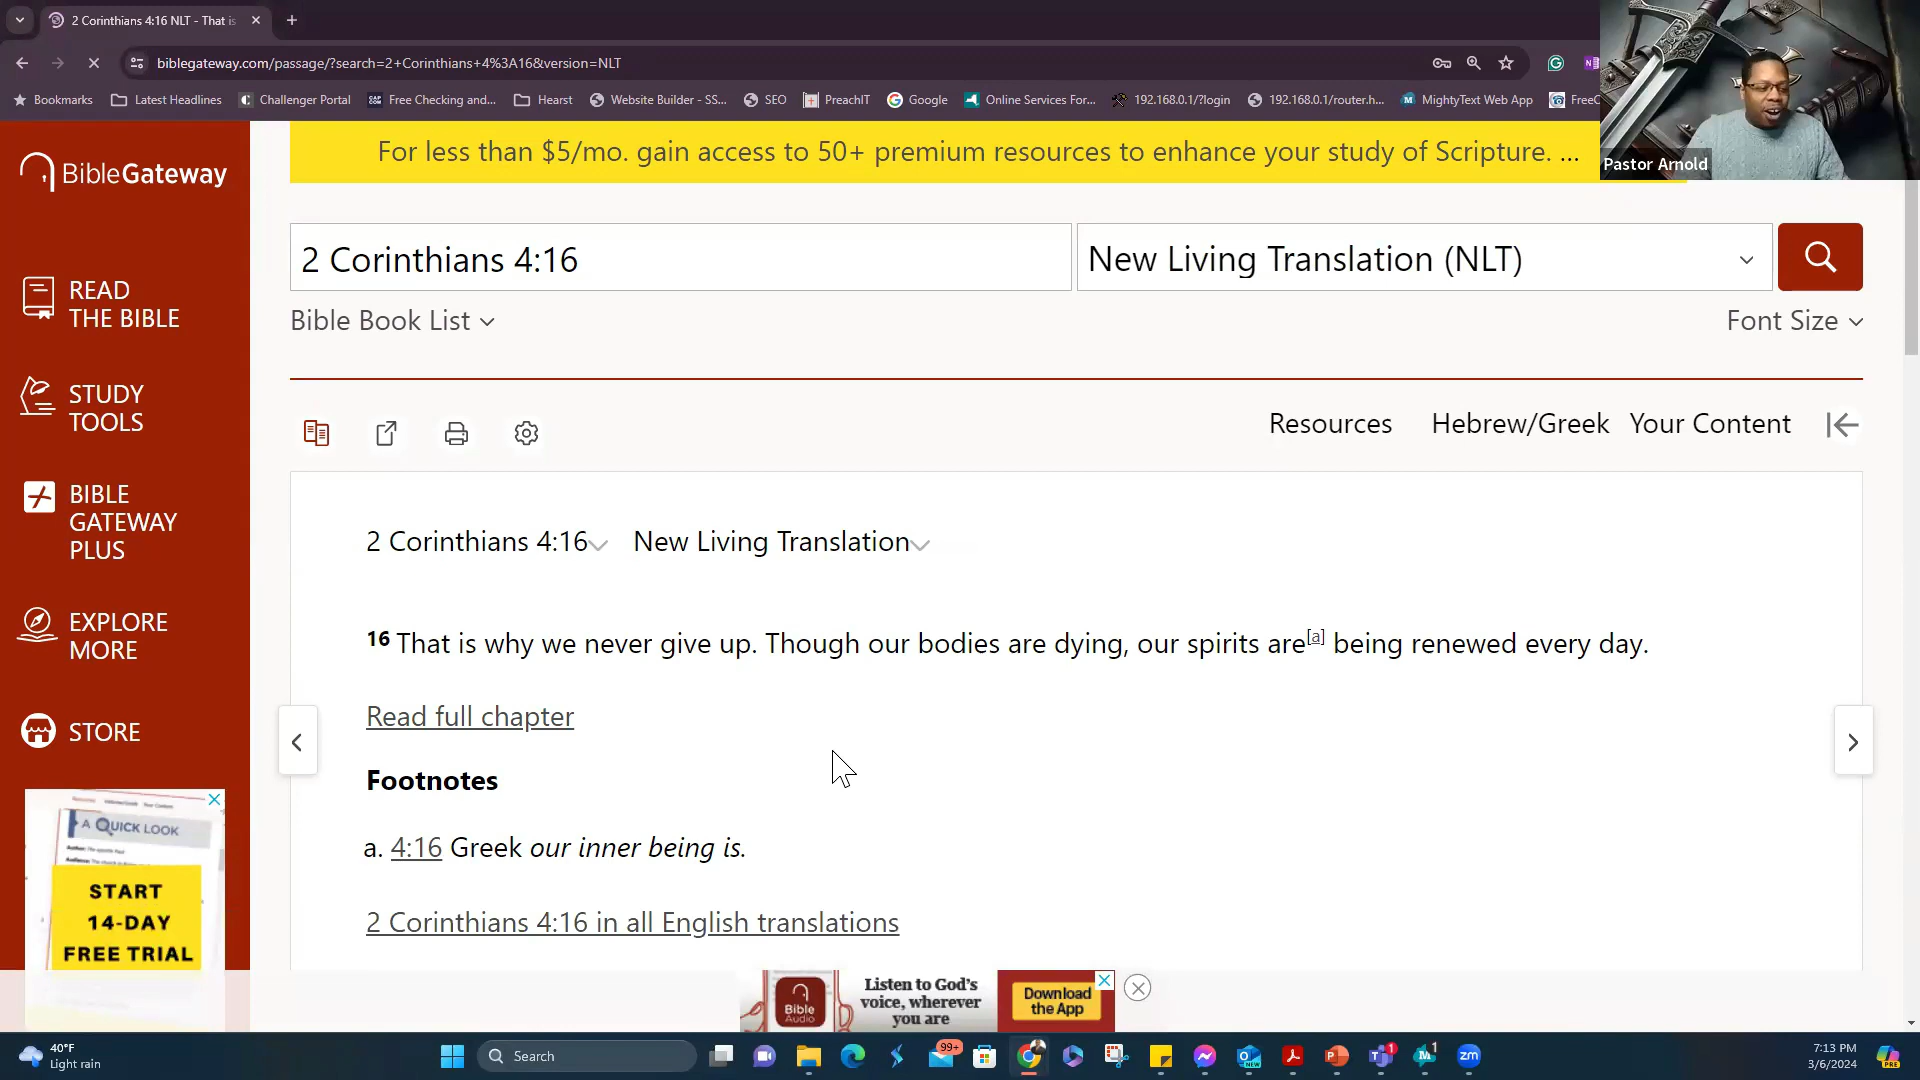 2 Corinthians 4:16 NLT - That is
biblegateway.com/passage/?search=2+Corinthians+4%3A16&version=NLT
Bookmarks Latest Headlines Challenger Portal Free Checking and... Hearst Website Builder - SS... SEO PreachIT Google Online Services For... 192.168.0.1/?login 192.168.0.1/router.h... MightyText Web App FreeC
Pastor Arnold
BibleGateway
For less than $5/mo. gain access to 50+ premium resources to enhance your study of Scripture. ...
2 Corinthians 4:16 New Living Translation (NLT)
Bible Book List Font Size
READ
THE BIBLE
STUDY
TOOLS
BIBLE
GATEWAY
PLUS
EXPLORE
MORE
STORE
Resources Hebrew/Greek Your Content
2 Corinthians 4:16 New Living Translation
16 That is why we never give up. Though our bodies are dying, our spirits are[a] being renewed every day.
Read full chapter
Footnotes
a. 4:16 Greek our inner being is.
2 Corinthians 4:16 in all English translations
A QUICK LOOK
START
14-DAY
FREE TRIAL
Bible
Audio
Listen to God's
voice, wherever
you are
Download
the App
40°F
Light rain
Search
99+
NEW
1
1
zm
7:13 PM
3/6/2024
PRE